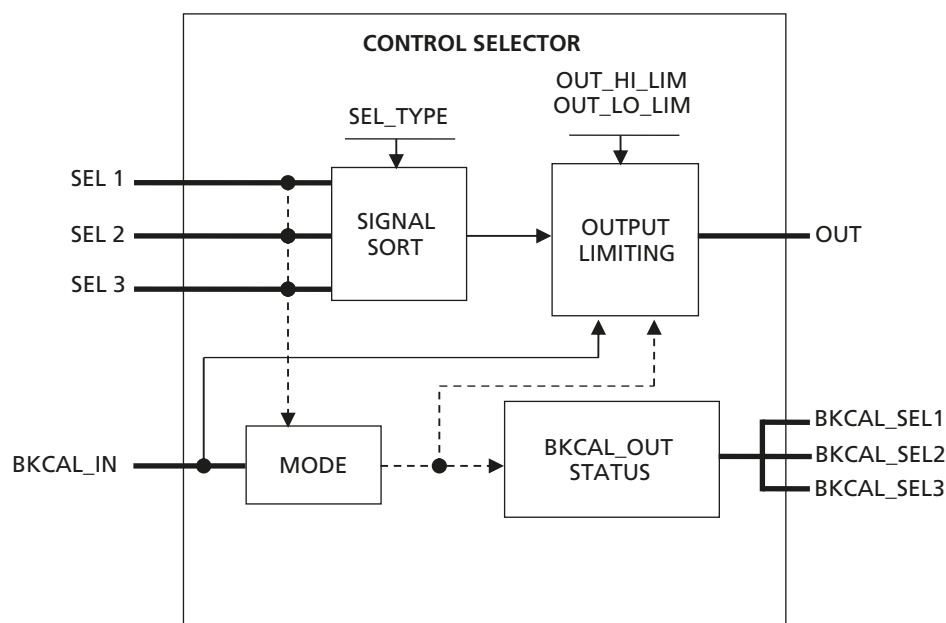 CONTROL SELECTOR
OUT_HI_LIM
OUT_LO_LIM
SEL_TYPE
SEL 1
SEL 2
SEL 3
SIGNAL
SORT
OUTPUT
LIMITING
OUT
BKCAL_IN
MODE
BKCAL_OUT
STATUS
BKCAL_SEL1
BKCAL_SEL2
BKCAL_SEL3